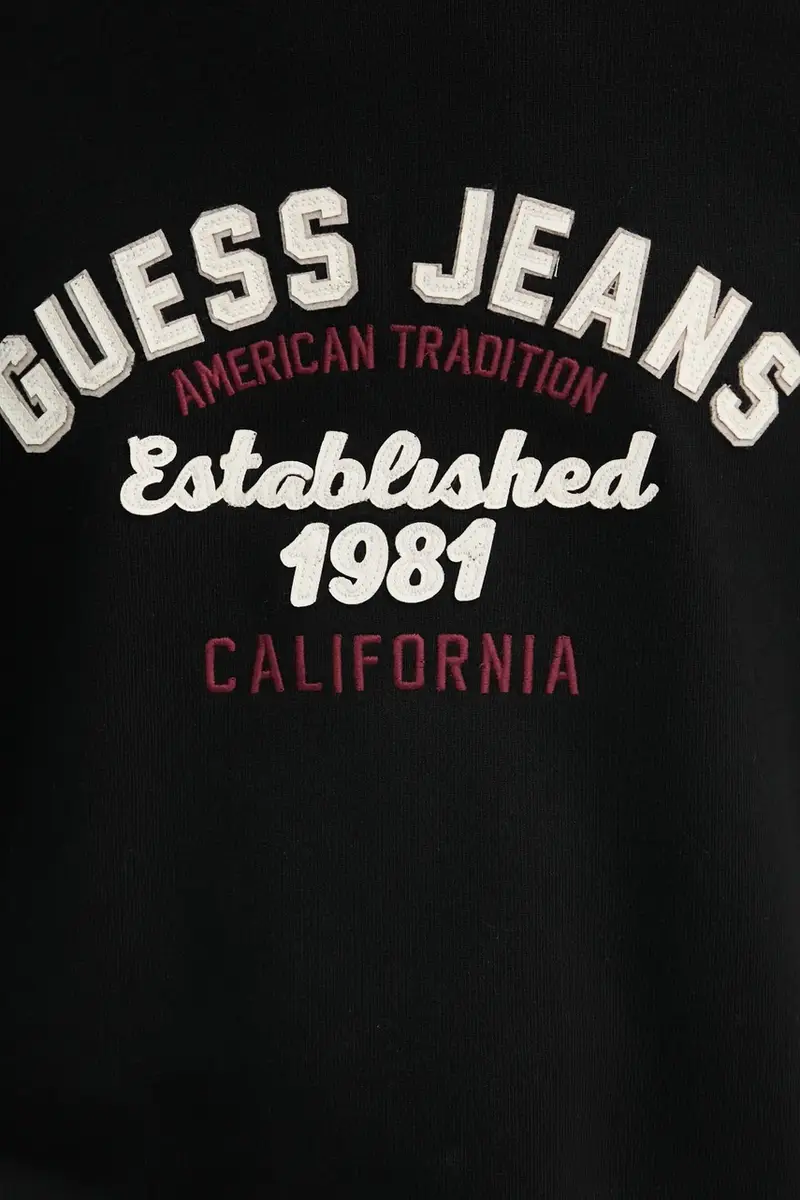 GUESS JEANS
AMERICAN TRADITION
Established
1981
CALIFORNIA